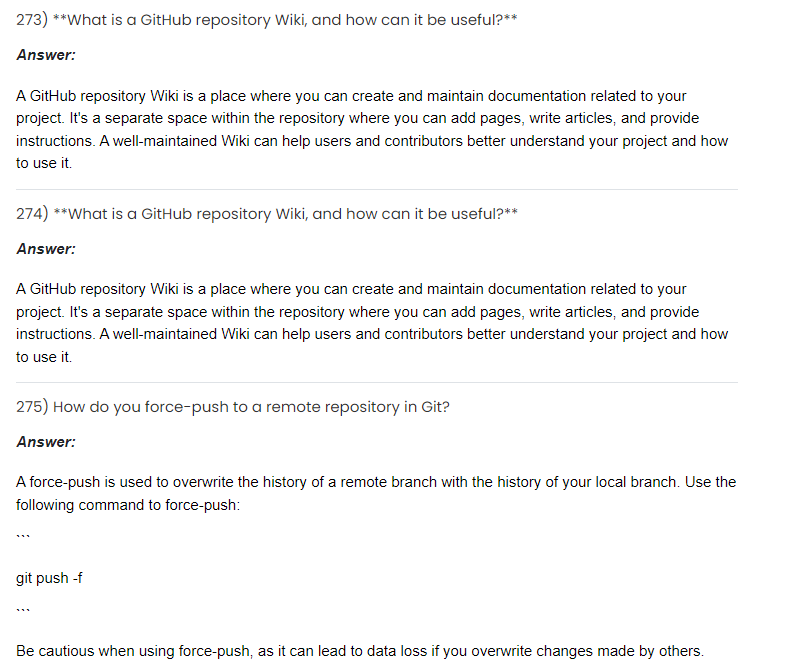 273) **What is a GitHub repository Wiki, and how can it be useful?**
Answer:
A GitHub repository Wiki is a place where you can create and maintain documentation related to your
project. It's a separate space within the repository where you can add pages, write articles, and provide
instructions. A well-maintained Wiki can help users and contributors better understand your project and how
to use it.
274) **What is a GitHub repository Wiki, and how can it be useful?**
Answer:
A GitHub repository Wiki is a place where you can create and maintain documentation related to your
project. It's a separate space within the repository where you can add pages, write articles, and provide
instructions. A well-maintained Wiki can help users and contributors better understand your project and how
to use it.
275) How do you force-push to a remote repository in Git?
Answer:
A force-push is used to overwrite the history of a remote branch with the history of your local branch. Use the
following command to force-push:
```
git push -f
```
Be cautious when using force-push, as it can lead to data loss if you overwrite changes made by others.